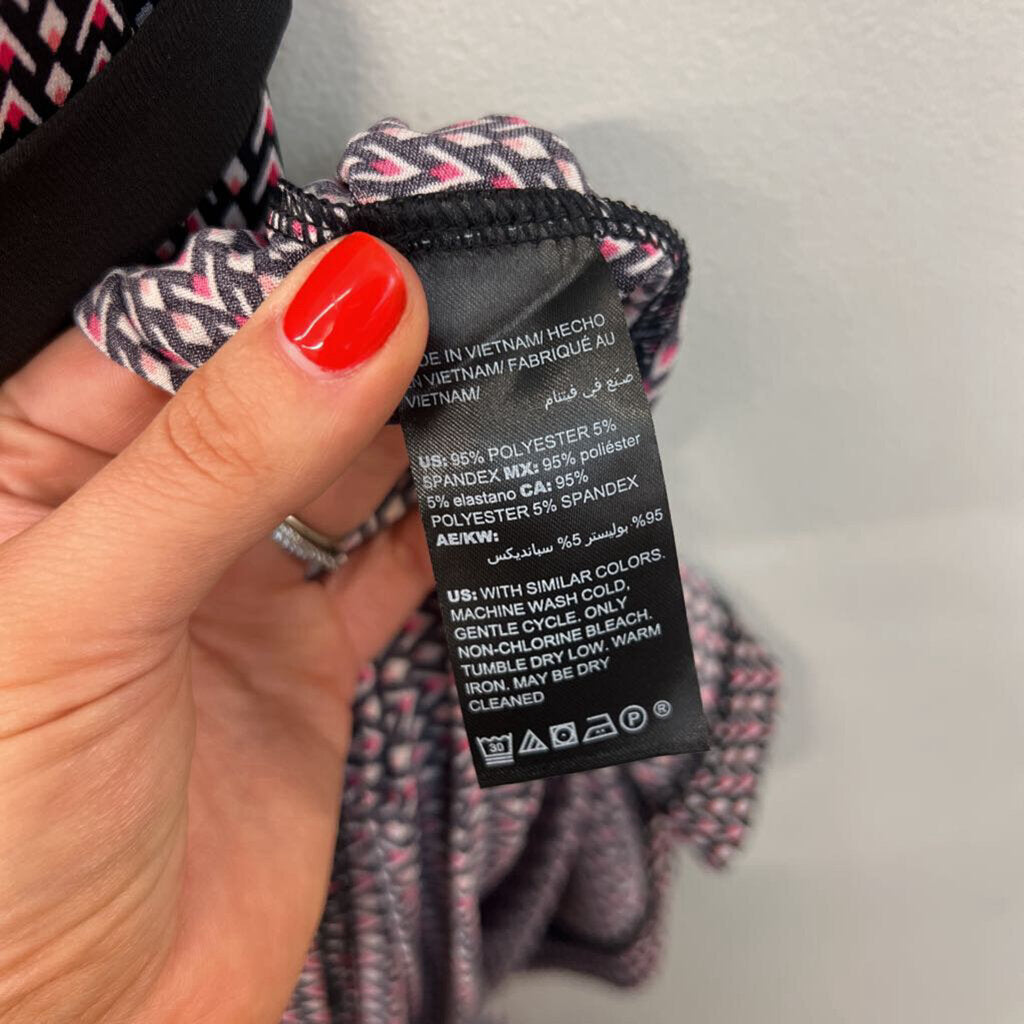 DE IN VIETNAM/ HECHO
N VIETNAM/ FABRIQUÉ AU
VIETNAM/
صنع في فيتنام
US: 95% POLYESTER 5%
SPANDEX MX: 95% poliéster
5% elastano CA: 95%
POLYESTER 5% SPANDEX
AE/KW:
95% بوليستر 5% سبانديكس
US: WITH SIMILAR COLORS.
MACHINE WASH COLD,
GENTLE CYCLE. ONLY
NON-CHLORINE BLEACH.
TUMBLE DRY LOW. WARM
IRON. MAY BE DRY
CLEANED
30 P ®